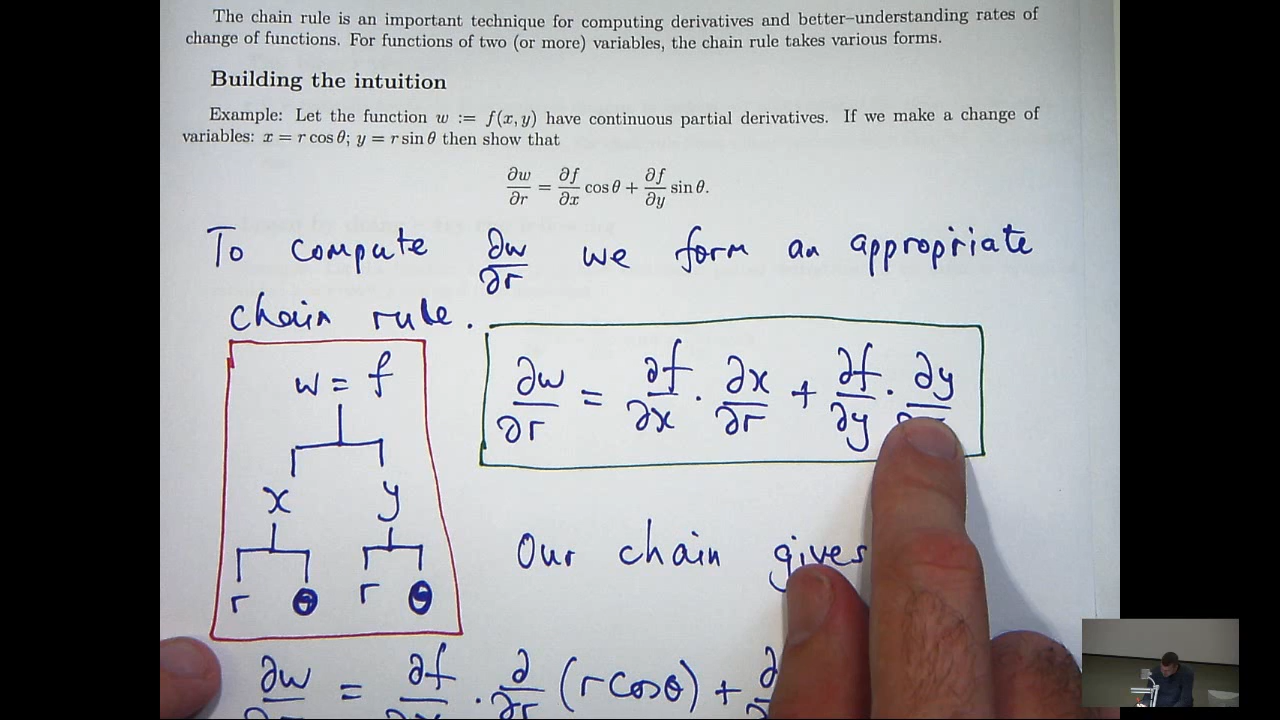 The chain rule is an important technique for computing derivatives and better–understanding rates of
change of functions. For functions of two (or more) variables, the chain rule takes various forms.
Building the intuition
Example: Let the function w := f(x, y) have continuous partial derivatives. If we make a change of
variables: x = r cos θ; y = r sin θ then show that
∂w/∂r = ∂f/∂x cos θ + ∂f/∂y sin θ.
To compute ∂w/∂r we form an appropriate
chain rule.
w = f
x y
r θ r θ
∂w/∂r = ∂f/∂x · ∂x/∂r + ∂f/∂y · ∂y
Our chain gives
∂w/∂r = ∂f/∂x · ∂/∂r (r cos θ) + ∂